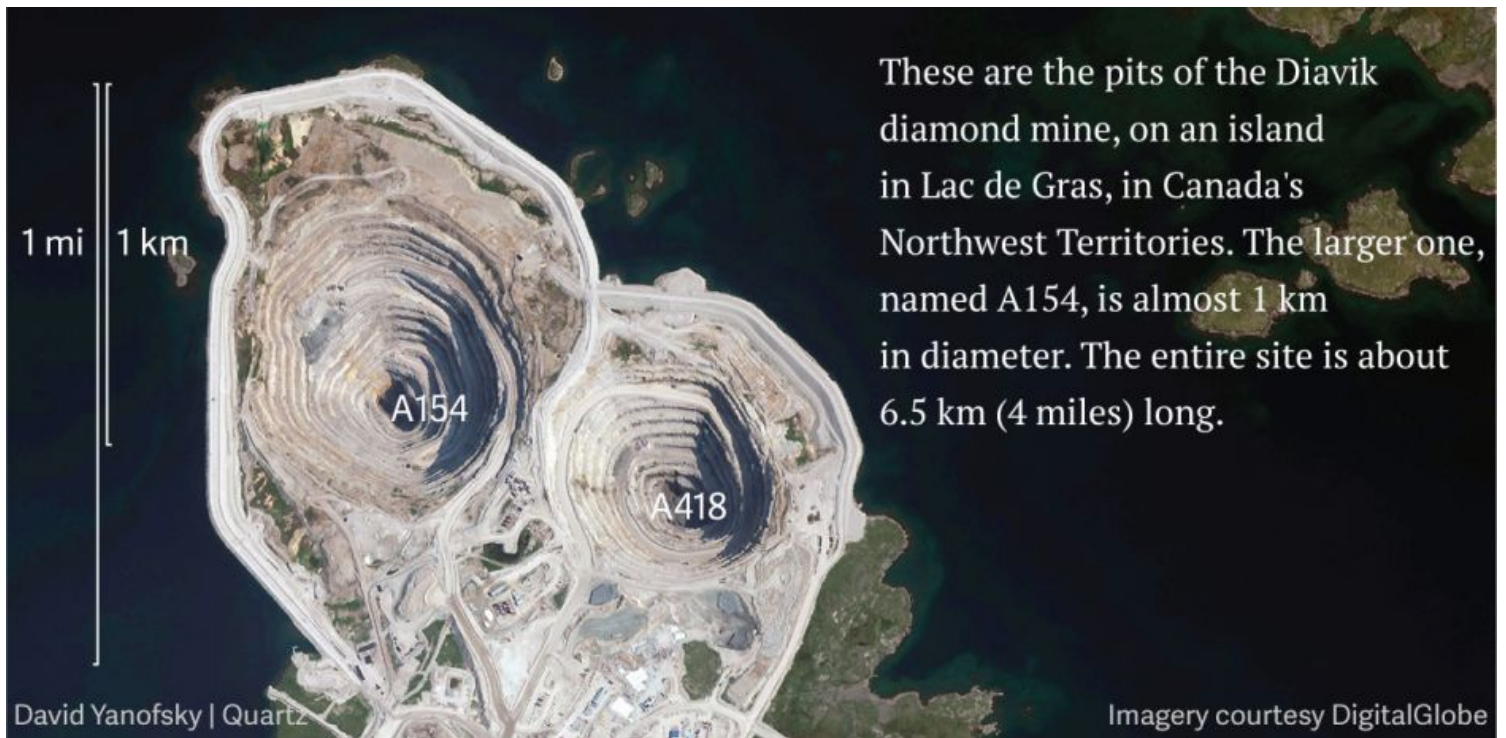 These are the pits of the Diavik
diamond mine, on an island
in Lac de Gras, in Canada's
Northwest Territories. The larger one,
named A154, is almost 1 km
in diameter. The entire site is about
6.5 km (4 miles) long.
1 mi
1 km
A154
A418
David Yanofsky | Quartz
Imagery courtesy DigitalGlobe